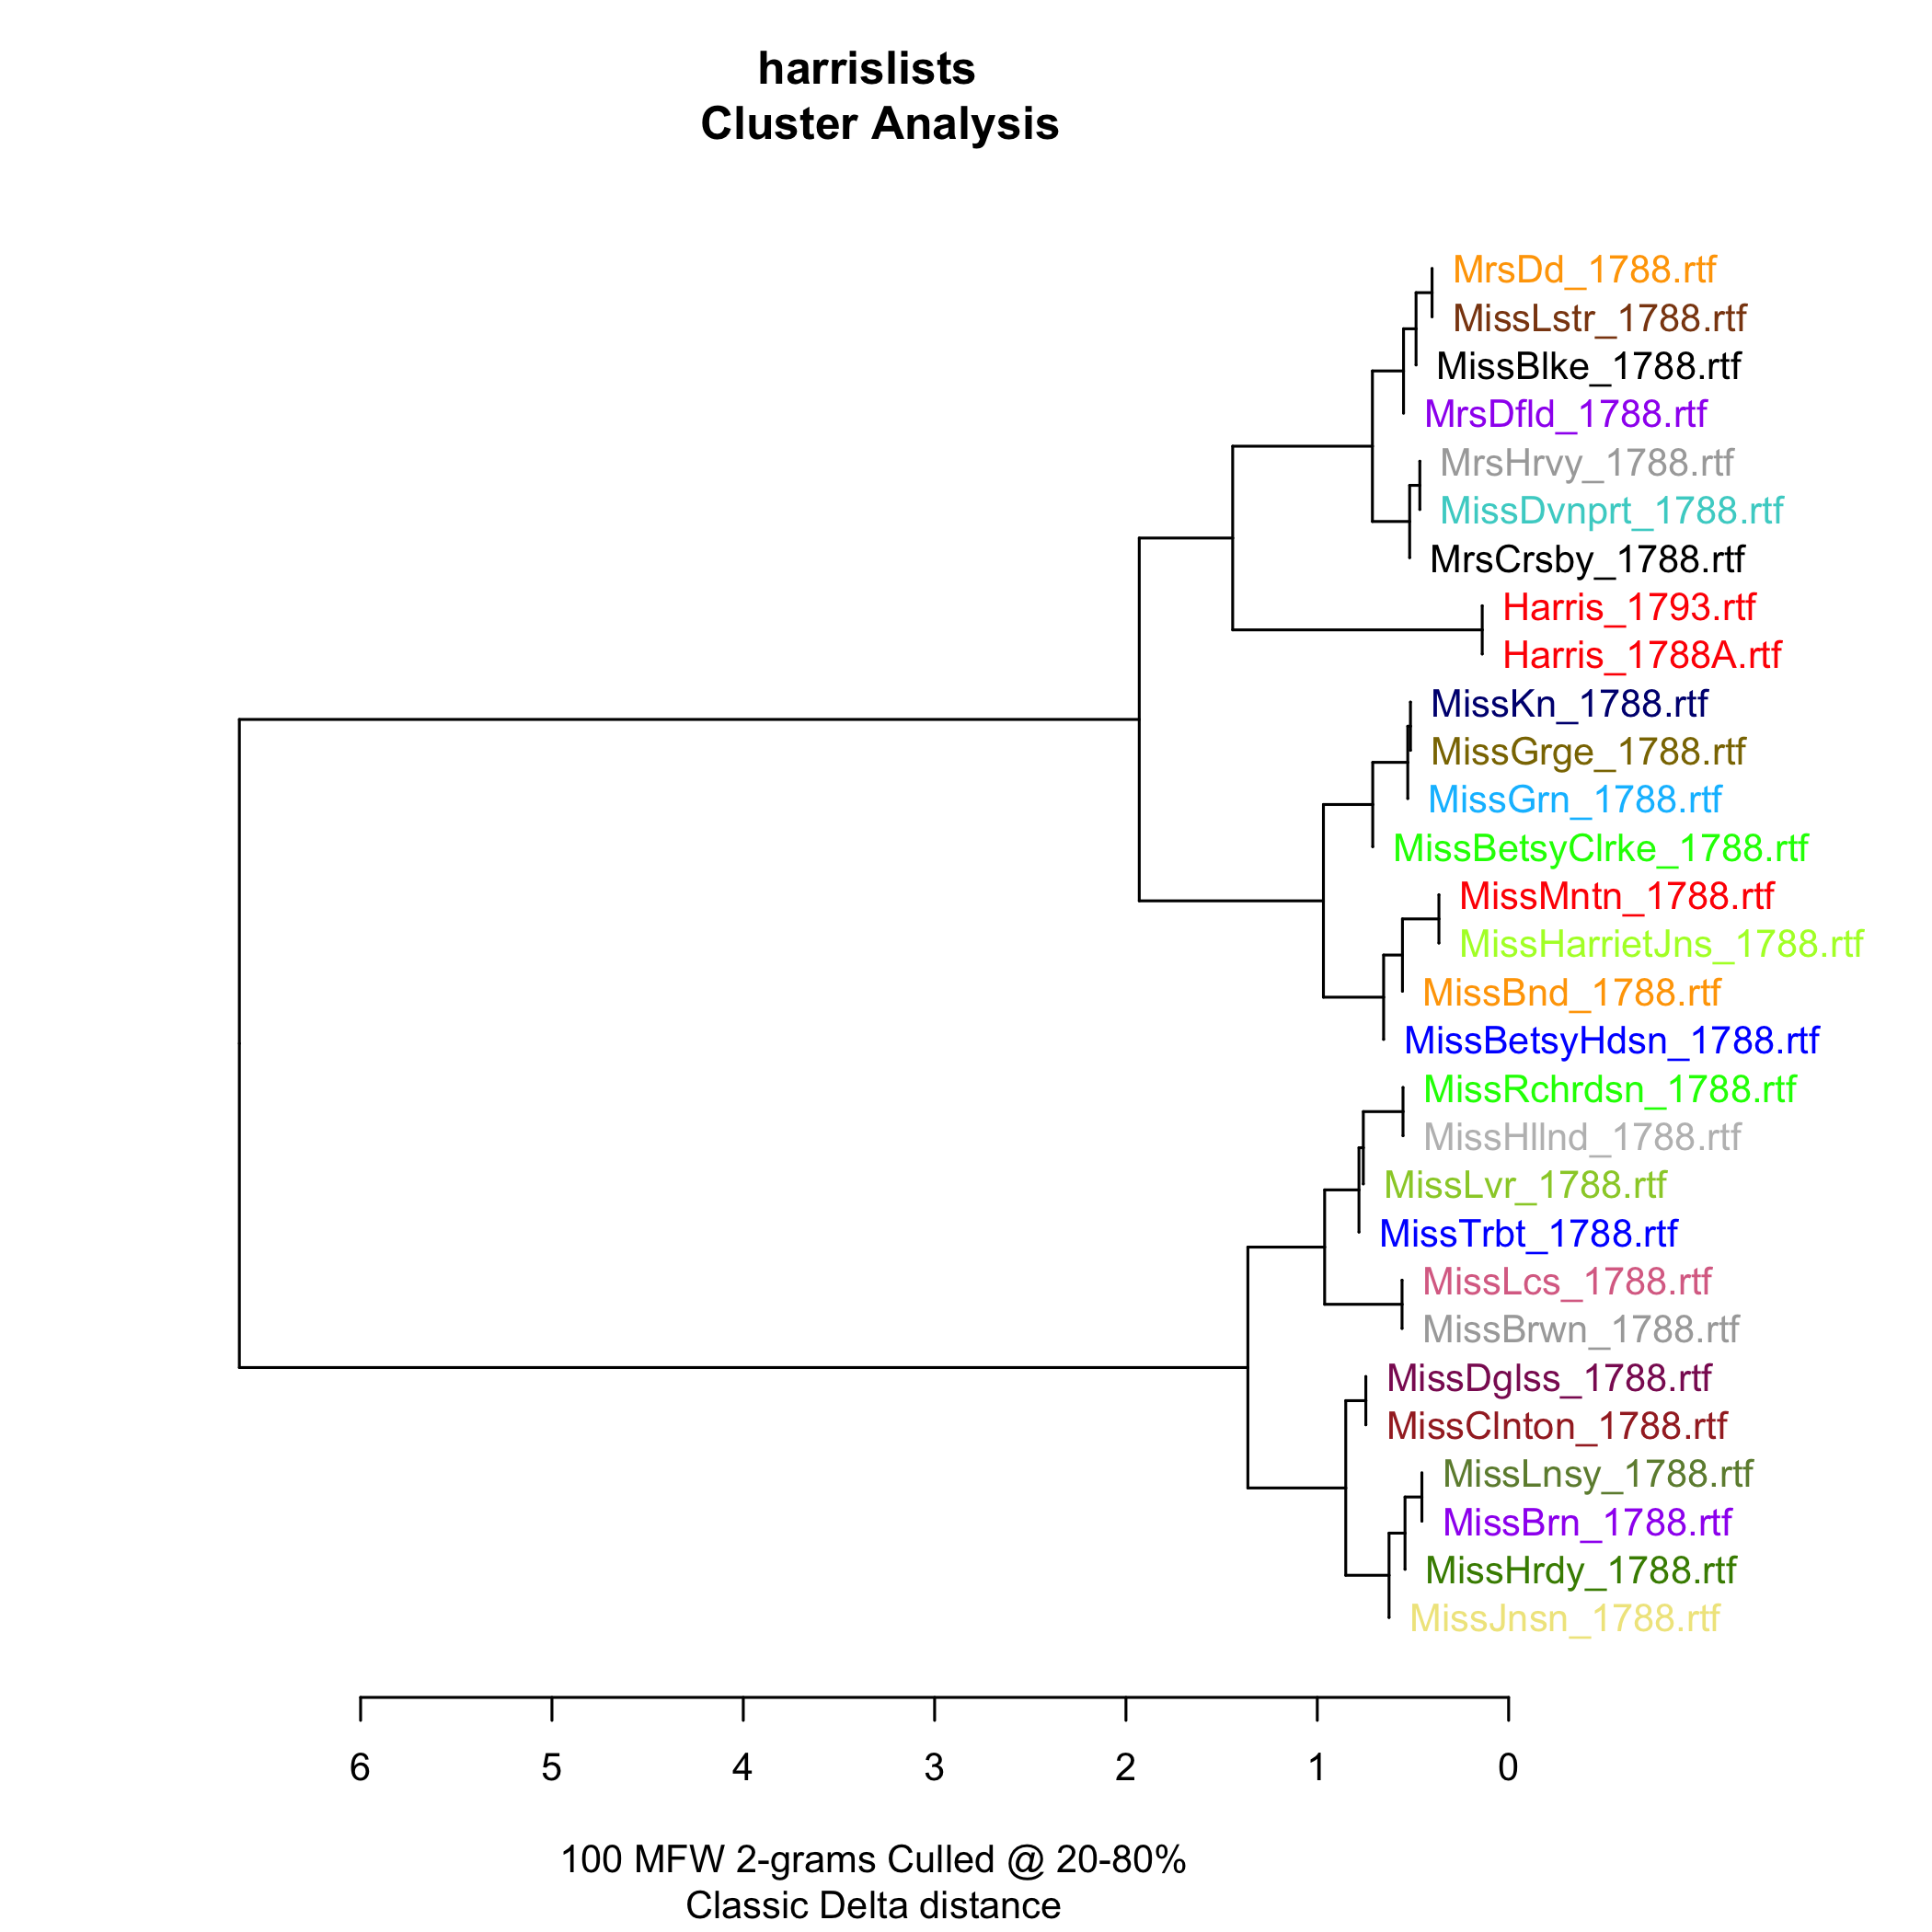 harrislists
Cluster Analysis
MrsDd_1788.rtf
MissLstr_1788.rtf
MissBlke_1788.rtf
MrsDfld_1788.rtf
MrsHrvy_1788.rtf
MissDvnprt_1788.rtf
MrsCrsby_1788.rtf
Harris_1793.rtf
Harris_1788A.rtf
MissKn_1788.rtf
MissGrge_1788.rtf
MissGrn_1788.rtf
MissBetsyClrke_1788.rtf
MissMntn_1788.rtf
MissHarrietJns_1788.rtf
MissBnd_1788.rtf
MissBetsyHdsn_1788.rtf
MissRchrdsn_1788.rtf
MissHllnd_1788.rtf
MissLvr_1788.rtf
MissTrbt_1788.rtf
MissLcs_1788.rtf
MissBrwn_1788.rtf
MissDglss_1788.rtf
MissClnton_1788.rtf
MissLnsy_1788.rtf
MissBrn_1788.rtf
MissHrdy_1788.rtf
MissJnsn_1788.rtf
6 5 4 3 2 1 0
100 MFW 2-grams Culled @ 20-80%
Classic Delta distance